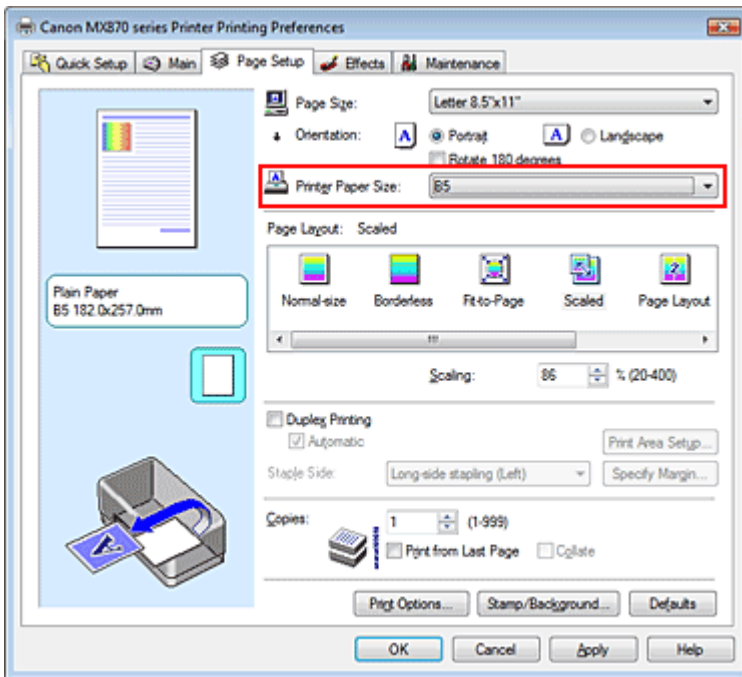 Canon MX870 series Printer Printing Preferences
Quick Setup Main Page Setup Effects Maintenance
Page Size: Letter 8.5"x11"
Orientation: A Portrait A Landscape
Rotate 180 degrees
Printer Paper Size: B5
Page Layout: Scaled
Normal-size Borderless Fit-to-Page Scaled Page Layout
Plain Paper
B5 182.0x257.0mm
Scaling: 86 % (20-400)
Duplex Printing
Automatic
Print Area Setup...
Staple Side: Long-side stapling (Left) Specify Margin...
Copies: 1 (1-999)
Print from Last Page Collate
Print Options... Stamp/Background... Defaults
OK Cancel Apply Help